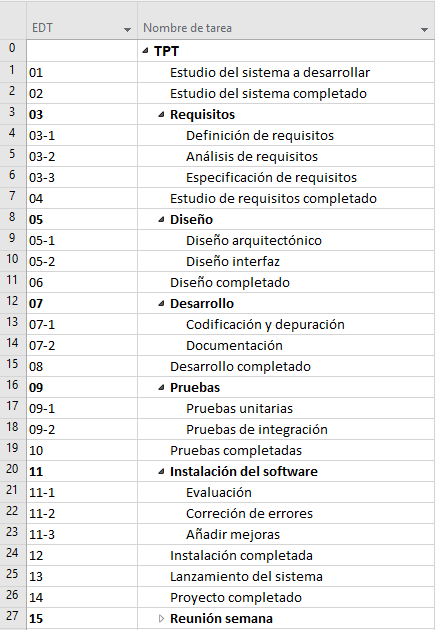 EDT Nombre de tarea
0 TPT
1 01 Estudio del sistema a desarrollar
2 02 Estudio del sistema completado
3 03 Requisitos
4 03-1 Definición de requisitos
5 03-2 Análisis de requisitos
6 03-3 Especificación de requisitos
7 04 Estudio de requisitos completado
8 05 Diseño
9 05-1 Diseño arquitectónico
10 05-2 Diseño interfaz
11 06 Diseño completado
12 07 Desarrollo
13 07-1 Codificación y depuración
14 07-2 Documentación
15 08 Desarrollo completado
16 09 Pruebas
17 09-1 Pruebas unitarias
18 09-2 Pruebas de integración
19 10 Pruebas completadas
20 11 Instalación del software
21 11-1 Evaluación
22 11-2 Correción de errores
23 11-3 Añadir mejoras
24 12 Instalación completada
25 13 Lanzamiento del sistema
26 14 Proyecto completado
27 15 Reunión semana